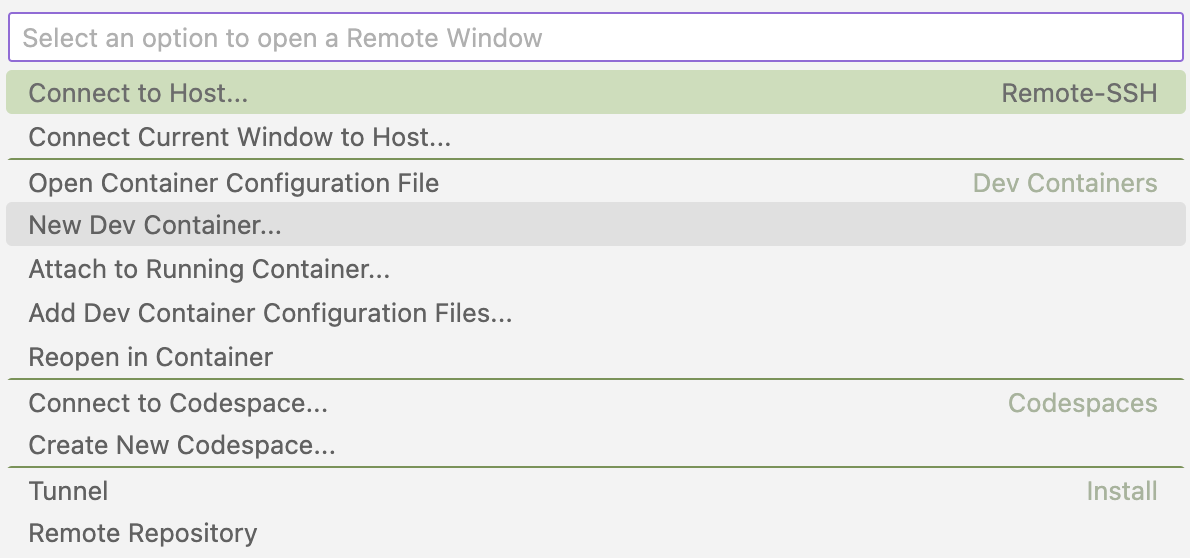 Select an option to open a Remote Window
Connect to Host... Remote-SSH
Connect Current Window to Host...
Open Container Configuration File Dev Containers
New Dev Container...
Attach to Running Container...
Add Dev Container Configuration Files...
Reopen in Container
Connect to Codespace... Codespaces
Create New Codespace...
Tunnel Install
Remote Repository